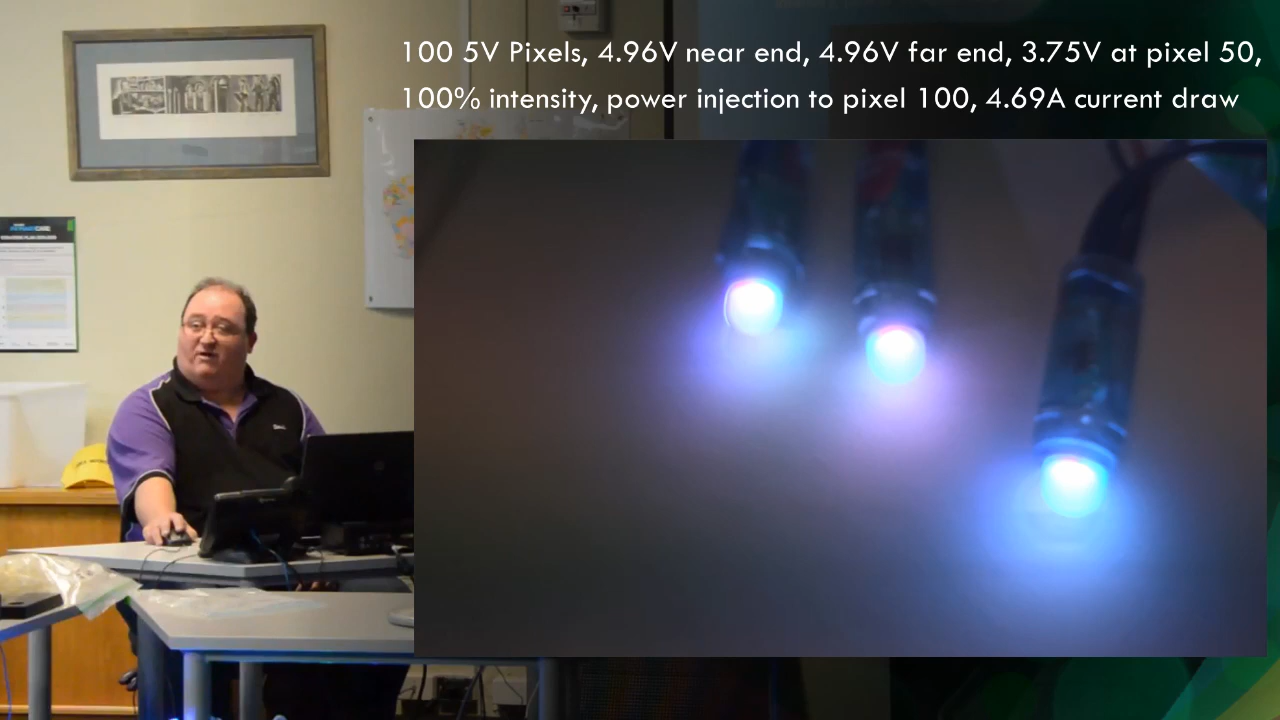 100 5V Pixels, 4.96V near end, 4.96V far end, 3.75V at pixel 50,
100% intensity, power injection to pixel 100, 4.69A current draw